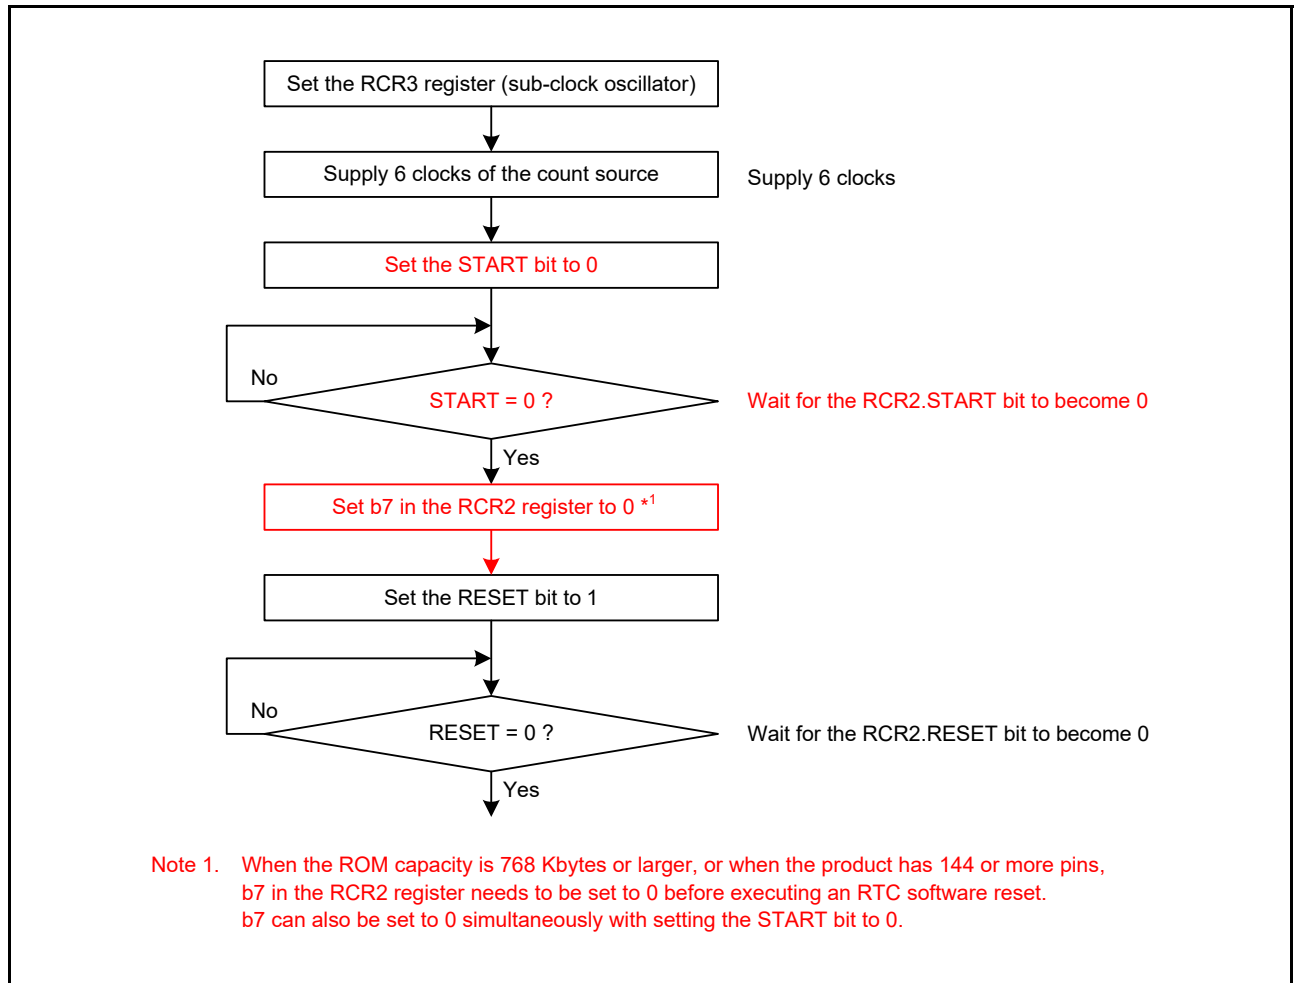 Set the RCR3 register (sub-clock oscillator)
Supply 6 clocks of the count source
Supply 6 clocks
Set the START bit to 0
No
START = 0 ?
Wait for the RCR2.START bit to become 0
Yes
Set b7 in the RCR2 register to 0 *1
Set the RESET bit to 1
No
RESET = 0 ?
Wait for the RCR2.RESET bit to become 0
Yes
Note 1. When the ROM capacity is 768 Kbytes or larger, or when the product has 144 or more pins,
b7 in the RCR2 register needs to be set to 0 before executing an RTC software reset.
b7 can also be set to 0 simultaneously with setting the START bit to 0.